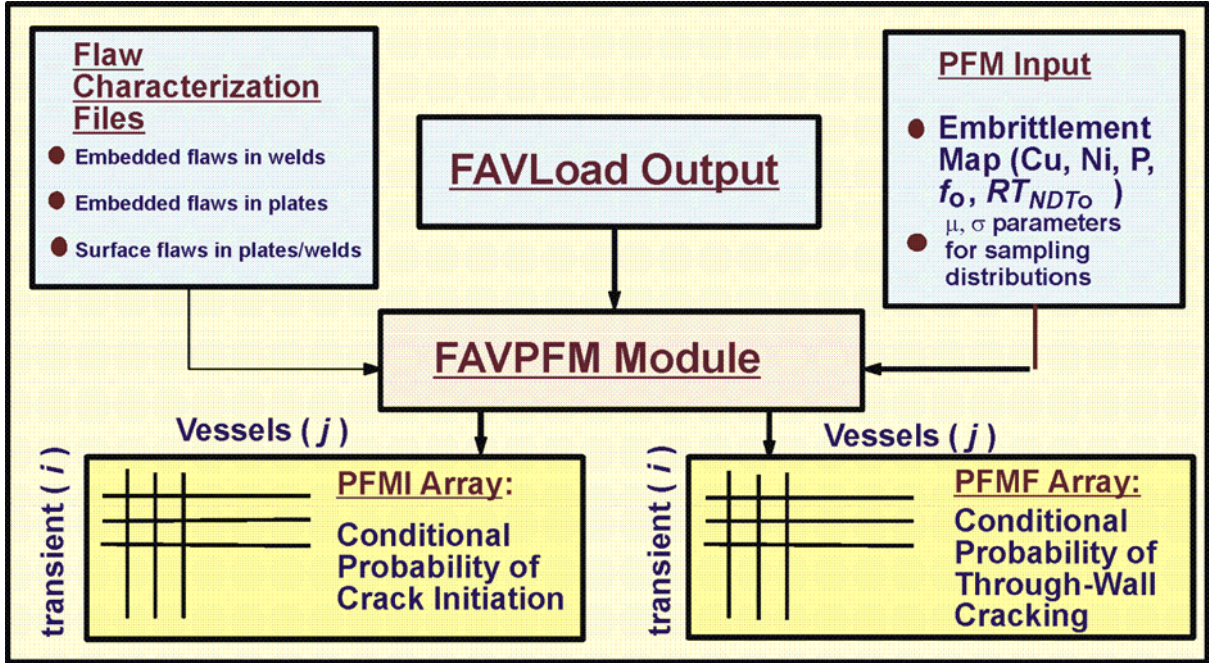 Flaw
Characterization
Files
Embedded flaws in welds
Embedded flaws in plates
Surface flaws in plates/welds
FAVLoad Output
PFM Input
Embrittlement
Map (Cu, Ni, P,
fo, RTNDTo )
μ, σ parameters
for sampling
distributions
FAVPFM Module
Vessels ( j )
transient ( i )
PFMI Array:
Conditional
Probability of
Crack Initiation
Vessels ( j )
transient ( i )
PFMF Array:
Conditional
Probability of
Through-Wall
Cracking